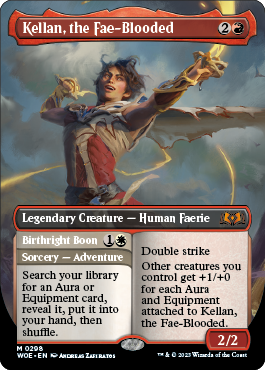 Kellan, the Fae-Blooded 2
Legendary Creature — Human Faerie
Birthright Boon 1
Sorcery — Adventure
Search your library
for an Aura or
Equipment card,
reveal it, put it into
your hand, then
shuffle.
Double strike
Other creatures you
control get +1/+0
for each Aura
and Equipment
attached to Kellan,
the Fae-Blooded.
2/2
M 0298
WOE • EN Andreas Zafiratos
™ & © 2023 Wizards of the Coast